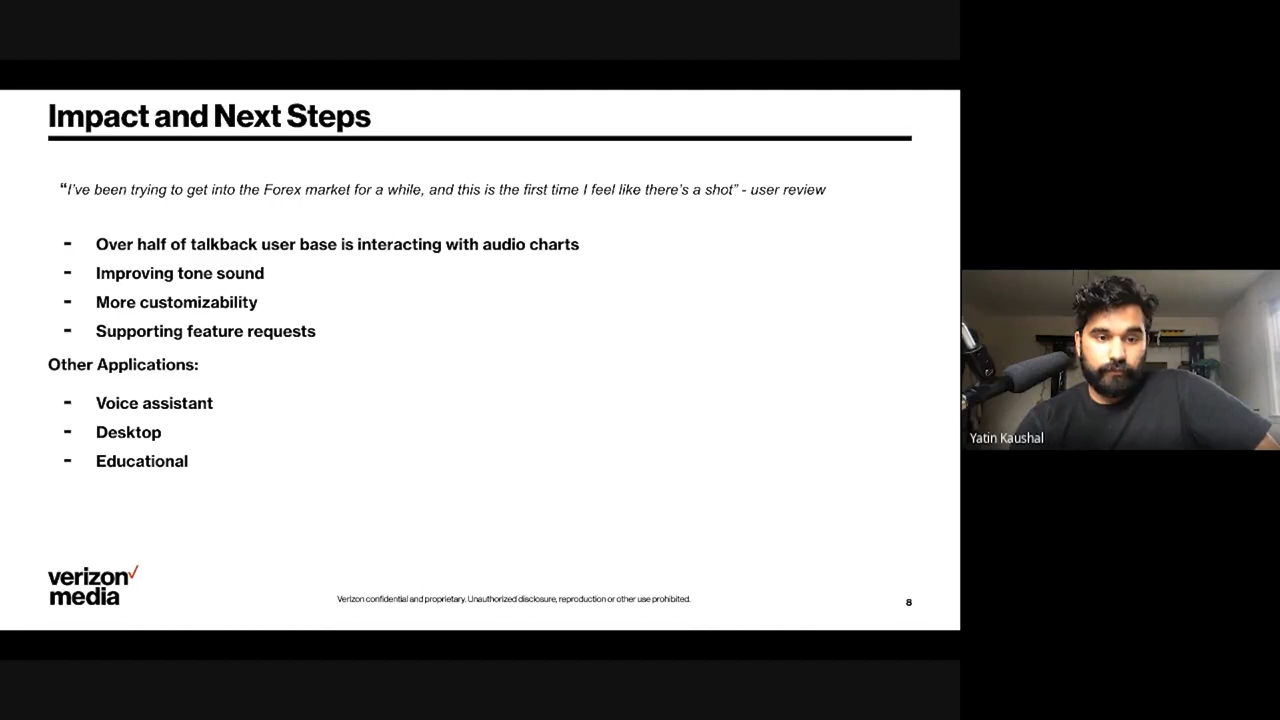 Impact and Next Steps
“I’ve been trying to get into the Forex market for a while, and this is the first time I feel like there’s a shot” - user review
- Over half of talkback user base is interacting with audio charts
- Improving tone sound
- More customizability
- Supporting feature requests
Other Applications:
- Voice assistant
- Desktop
- Educational
Yatin Kaushal
verizon✓
media
Verizon confidential and proprietary. Unauthorized disclosure, reproduction or other use prohibited.
8